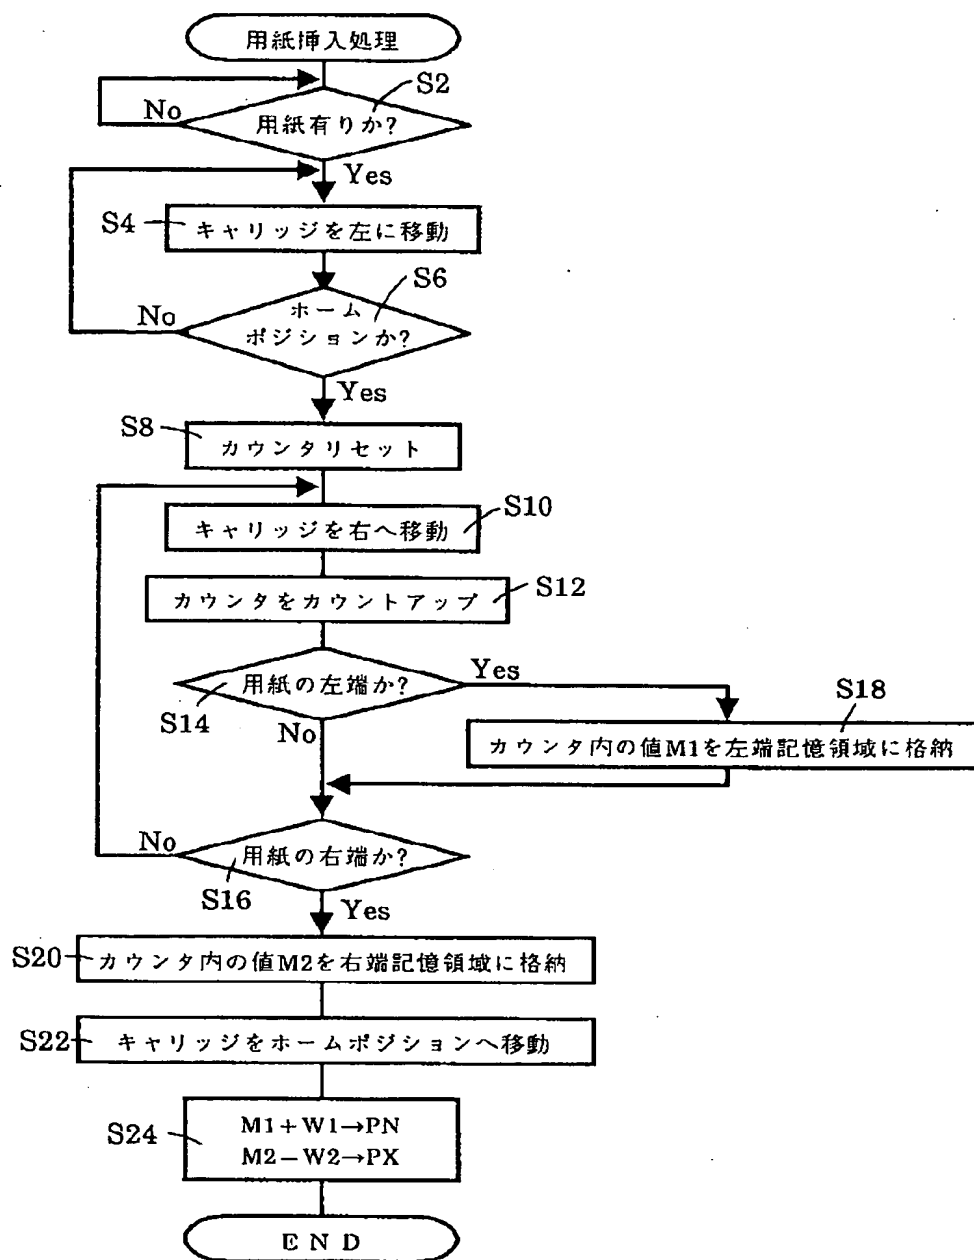 用紙挿入処理
S2
No
用紙有りか?
Yes
S4
キャリッジを左に移動
S6
No
ホーム
ポジションか?
Yes
S8
カウンタリセット
S10
キャリッジを右へ移動
S12
カウンタをカウントアップ
Yes
用紙の左端か?
S14
S18
No
カウンタ内の値M1を左端記憶領域に格納
No
用紙の右端か?
S16
Yes
S20
カウンタ内の値M2を右端記憶領域に格納
S22
キャリッジをホームポジションへ移動
S24
M1+W1→PN
M2−W2→PX
END